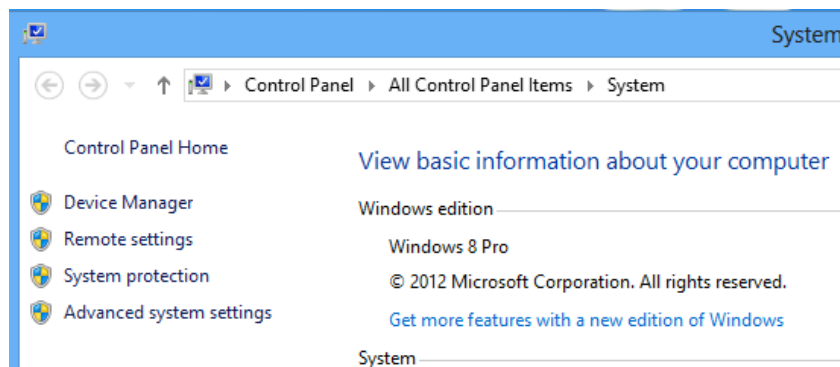 System
Control Panel All Control Panel Items System
Control Panel Home
Device Manager
Remote settings
System protection
Advanced system settings
View basic information about your computer
Windows edition
Windows 8 Pro
© 2012 Microsoft Corporation. All rights reserved.
Get more features with a new edition of Windows
System